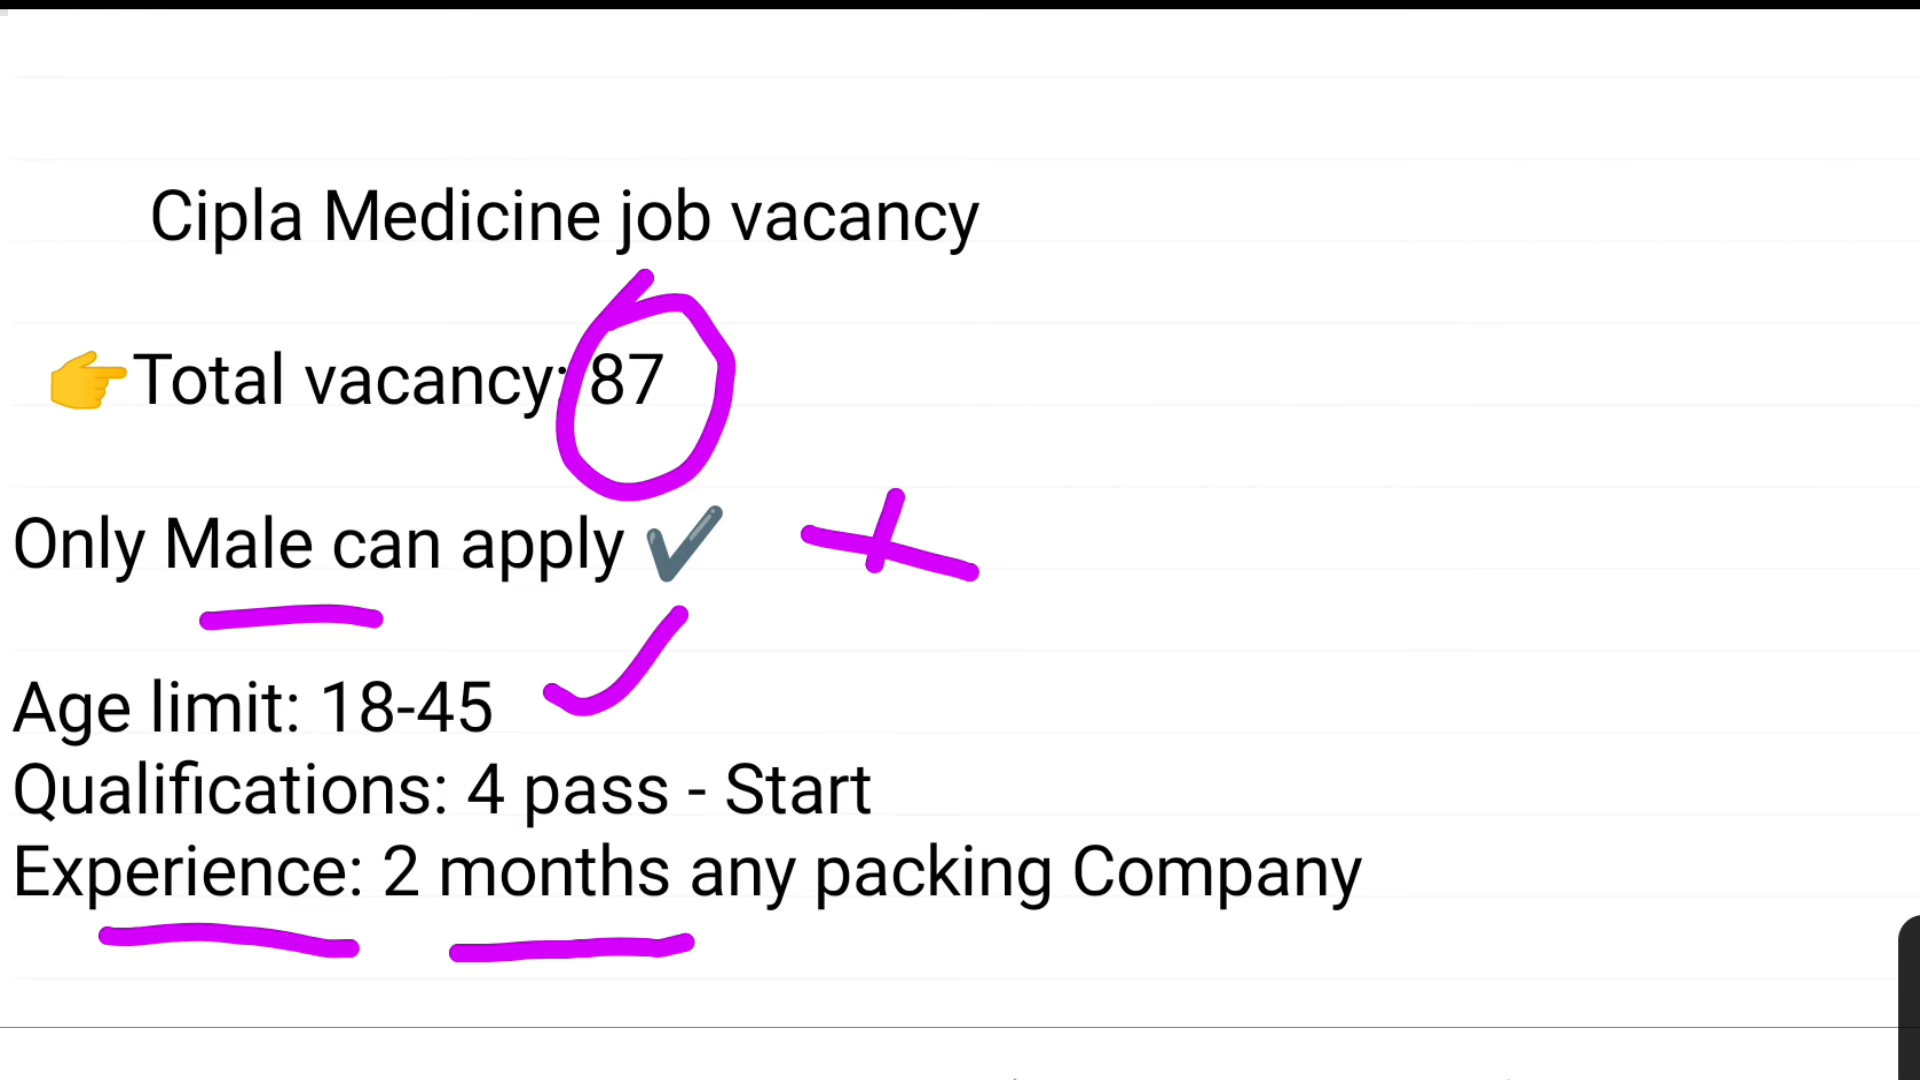 Cipla Medicine job vacancy
👉Total vacancy: 87
Only Male can apply ✔️
Age limit: 18-45
Qualifications: 4 pass - Start
Experience: 2 months any packing Company